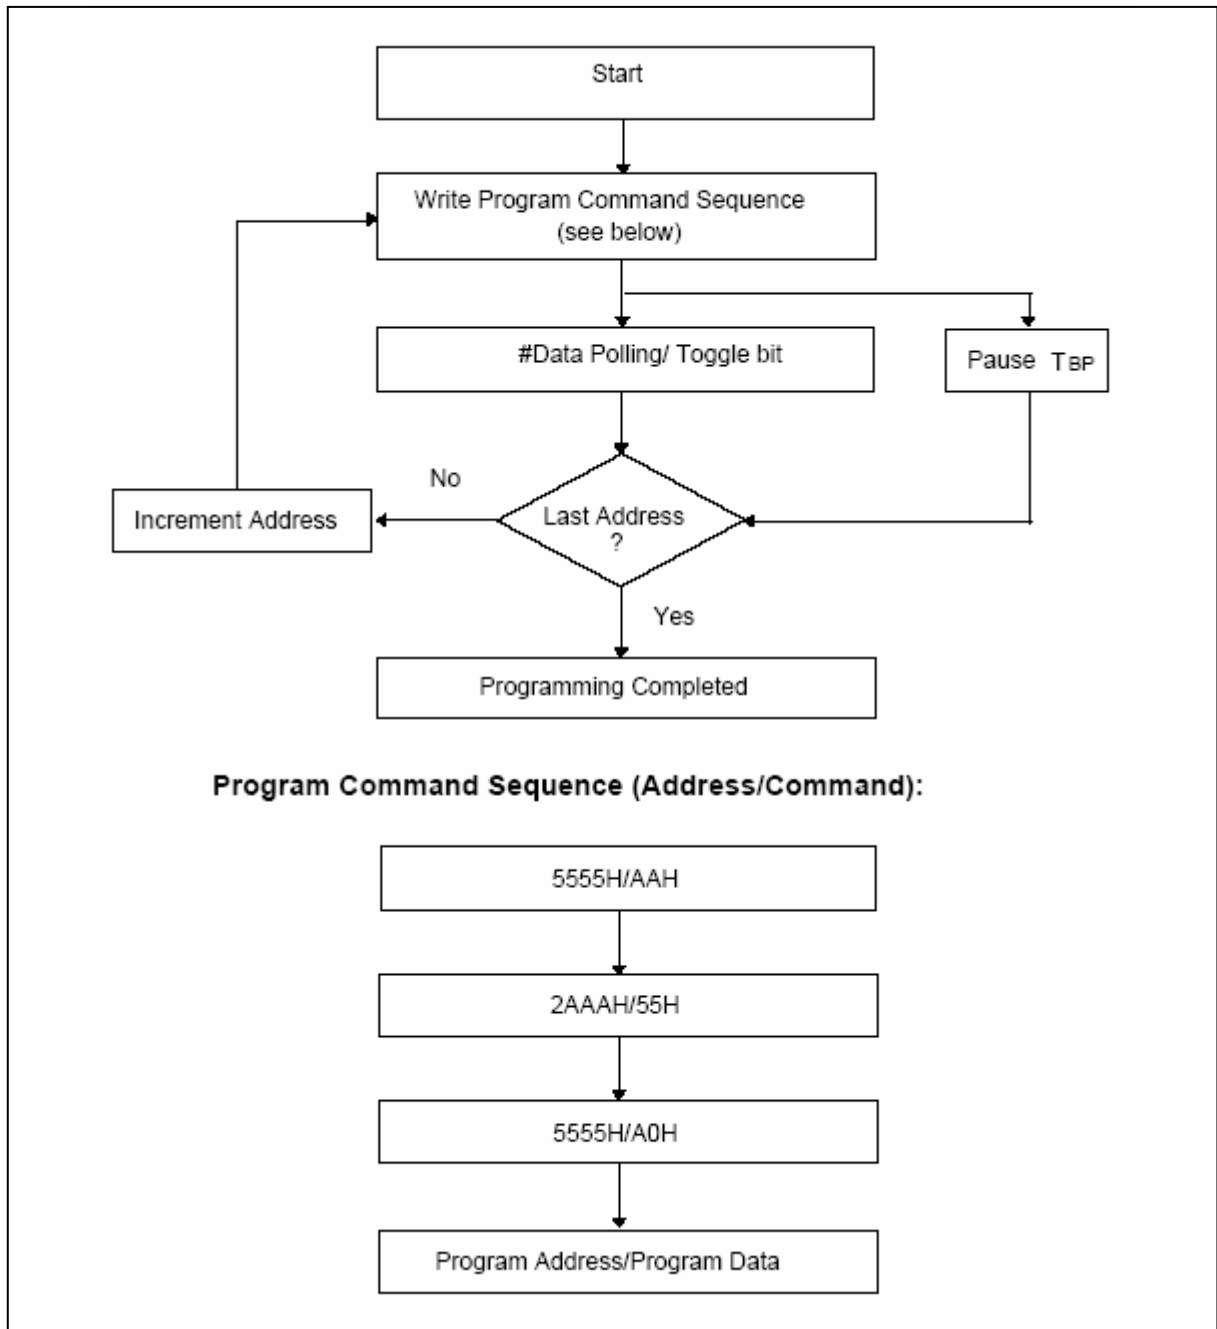 Start
Write Program Command Sequence
(see below)
#Data Polling/ Toggle bit
Pause TBP
No
Increment Address
Last Address
?
Yes
Programming Completed
Program Command Sequence (Address/Command):
5555H/AAH
2AAAH/55H
5555H/A0H
Program Address/Program Data